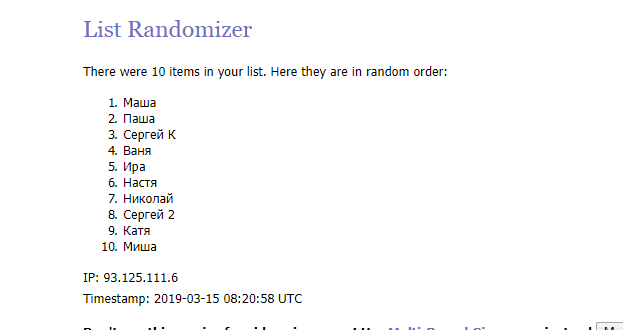 List Randomizer
There were 10 items in your list. Here they are in random order:
1. Маша
2. Паша
3. Сергей К
4. Ваня
5. Ира
6. Настя
7. Николай
8. Сергей 2
9. Катя
10. Миша
IP: 93.125.111.6
Timestamp: 2019-03-15 08:20:58 UTC